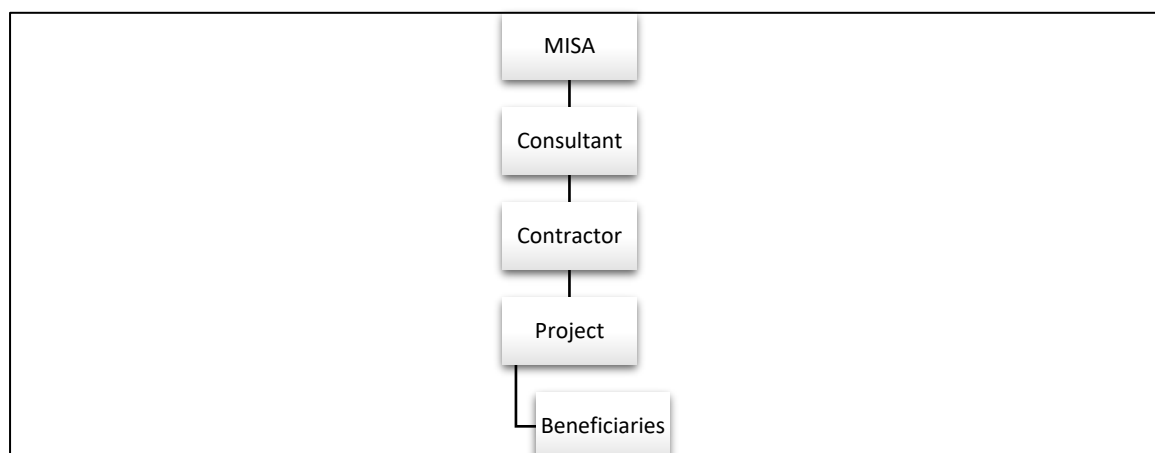 MISA
Consultant
Contractor
Project
Beneficiaries